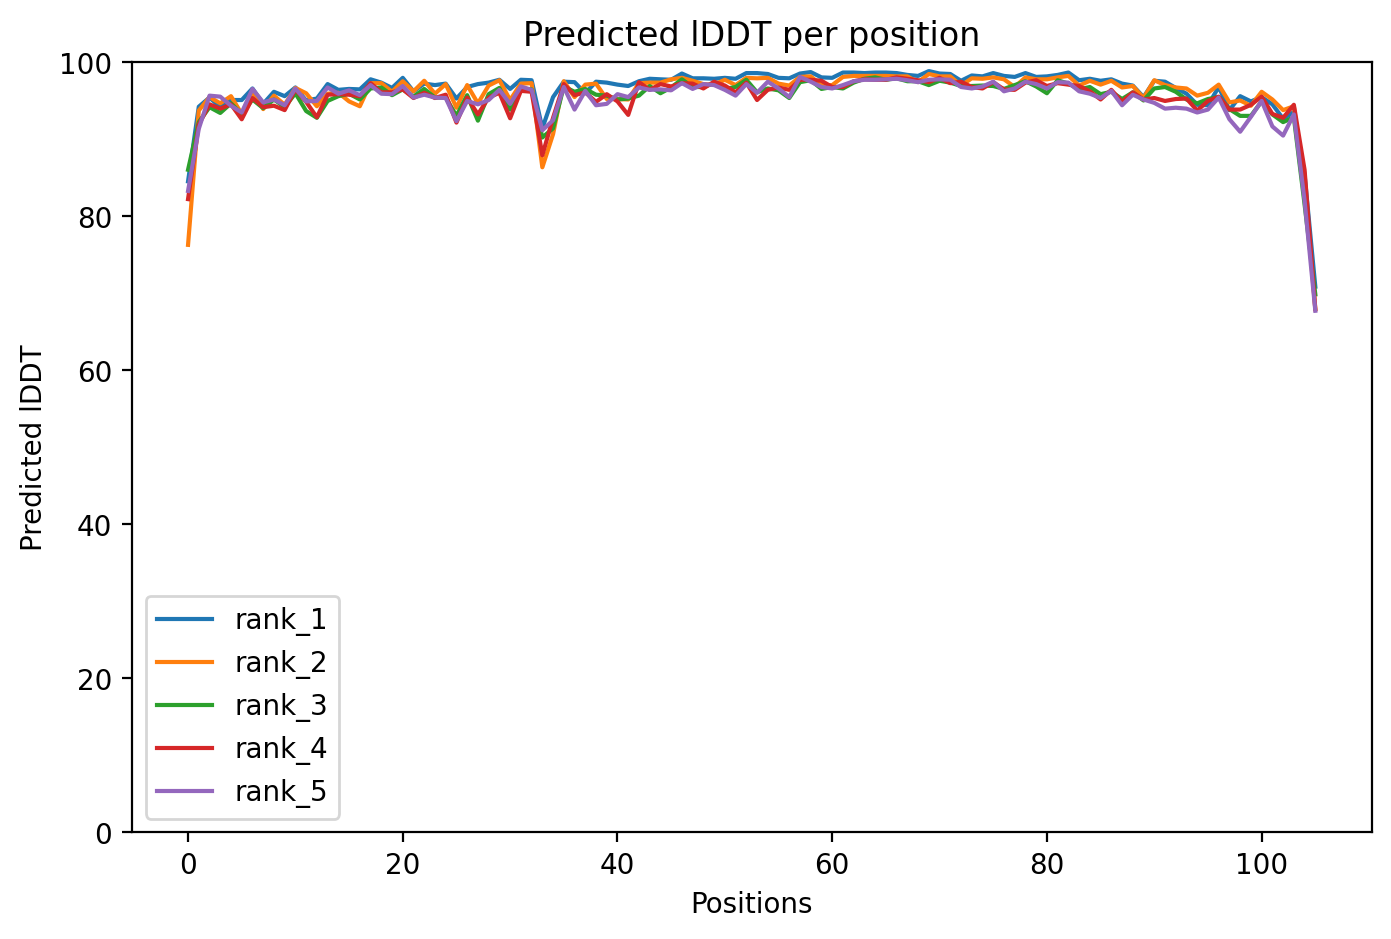 Predicted lDDT per position
100
80
60
40
20
0
Predicted lDDT
rank_1
rank_2
rank_3
rank_4
rank_5
0 20 40 60 80 100
Positions